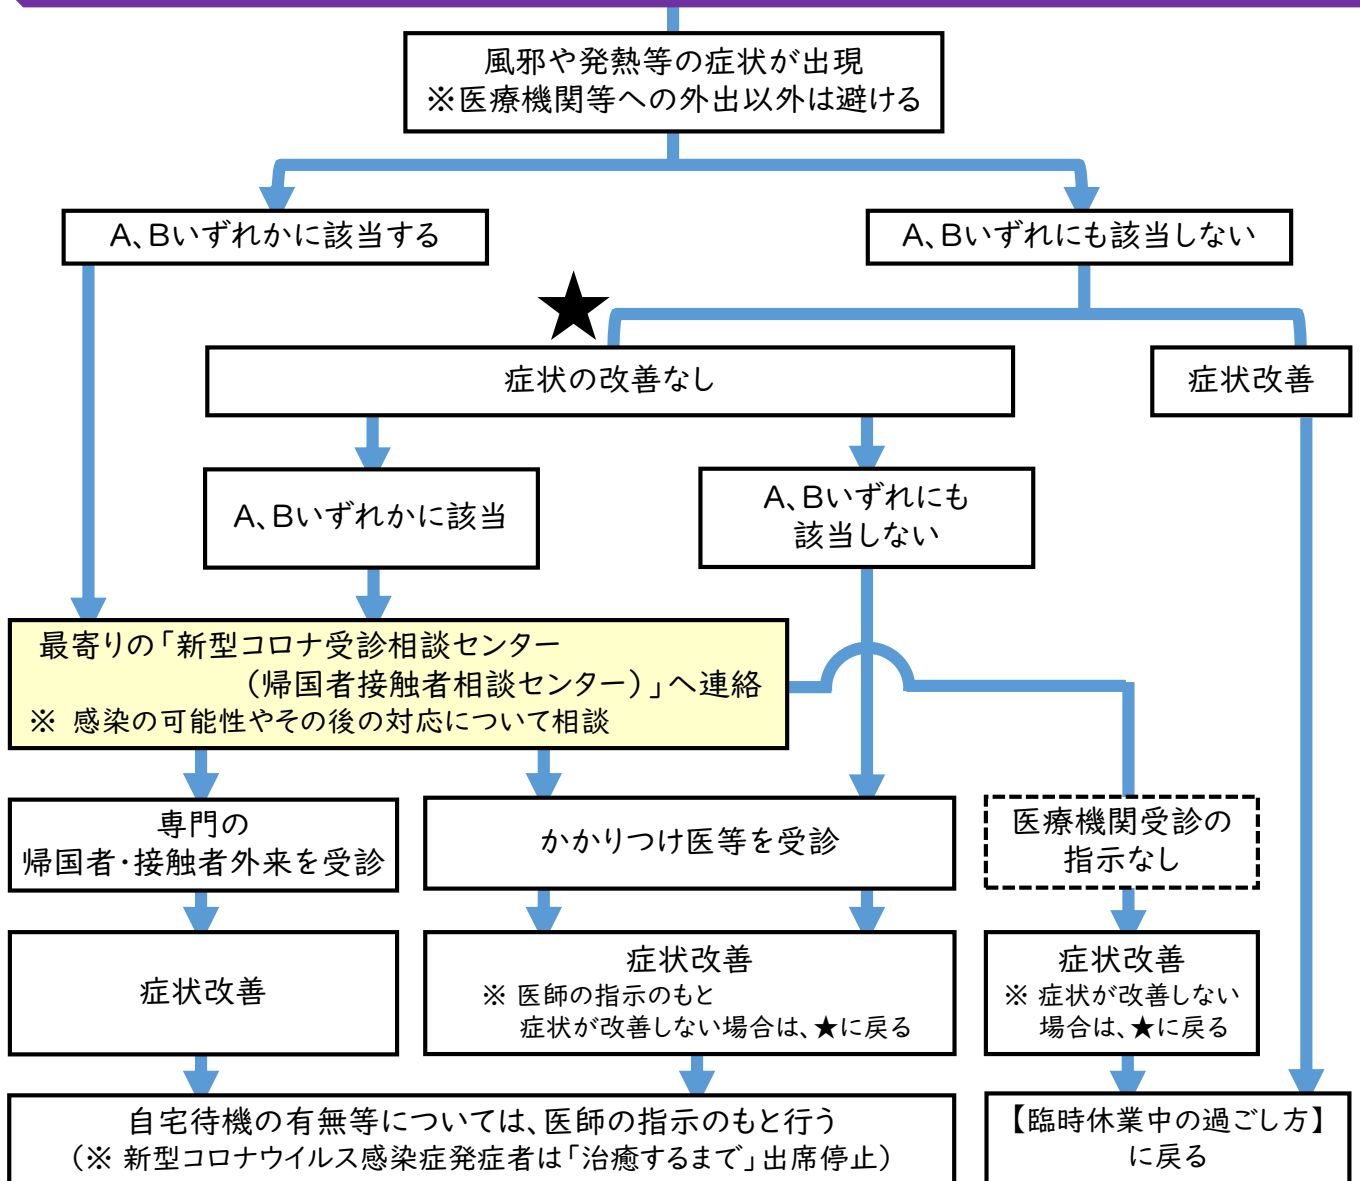 風邪や発熱等の症状が出現
※医療機関等への外出以外は避ける
A、Bいずれかに該当する
A、Bいずれにも該当しない
★
症状の改善なし
症状改善
A、Bいずれかに該当
A、Bいずれにも
該当しない
最寄りの「新型コロナ受診相談センター
（帰国者接触者相談センター）」へ連絡
※ 感染の可能性やその後の対応について相談
専門の
帰国者・接触者外来を受診
かかりつけ医等を受診
医療機関受診の
指示なし
症状改善
症状改善
※ 医師の指示のもと
症状が改善しない場合は、★に戻る
症状改善
※ 症状が改善しない
場合は、★に戻る
自宅待機の有無等については、医師の指示のもと行う
（※ 新型コロナウイルス感染症発症者は「治癒するまで」出席停止）
【臨時休業中の過ごし方】
に戻る